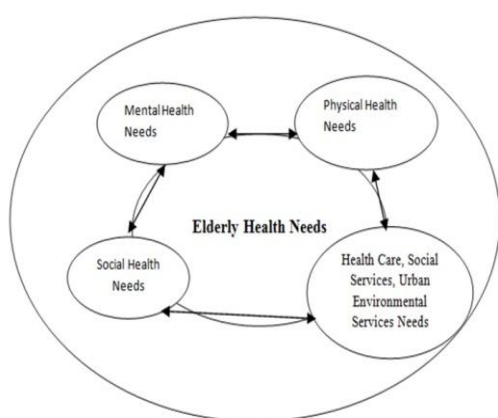 Mental Health
Needs
Physical Health
Needs
Elderly Health Needs
Social Health
Needs
Health Care, Social
Services, Urban
Environmental
Services Needs